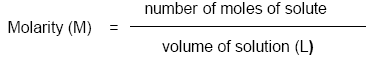 number of moles of solute
Molarity (M) =
volume of solution (L)